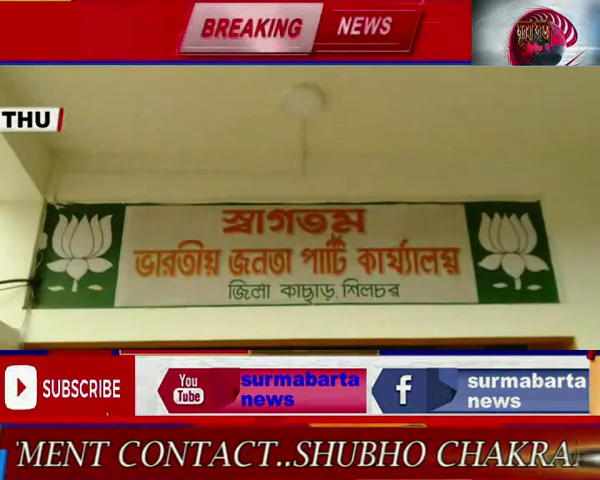 BREAKING NEWS
THU
স্বাগতম
ভারতীয় জনতা পার্টি কার্য্যালয়
জিলা কাছাড়, শিলচর
SUBSCRIBE
You Tube
surmabarta news
f
surmabarta news
MENT CONTACT..SHUBHO CHAKRA